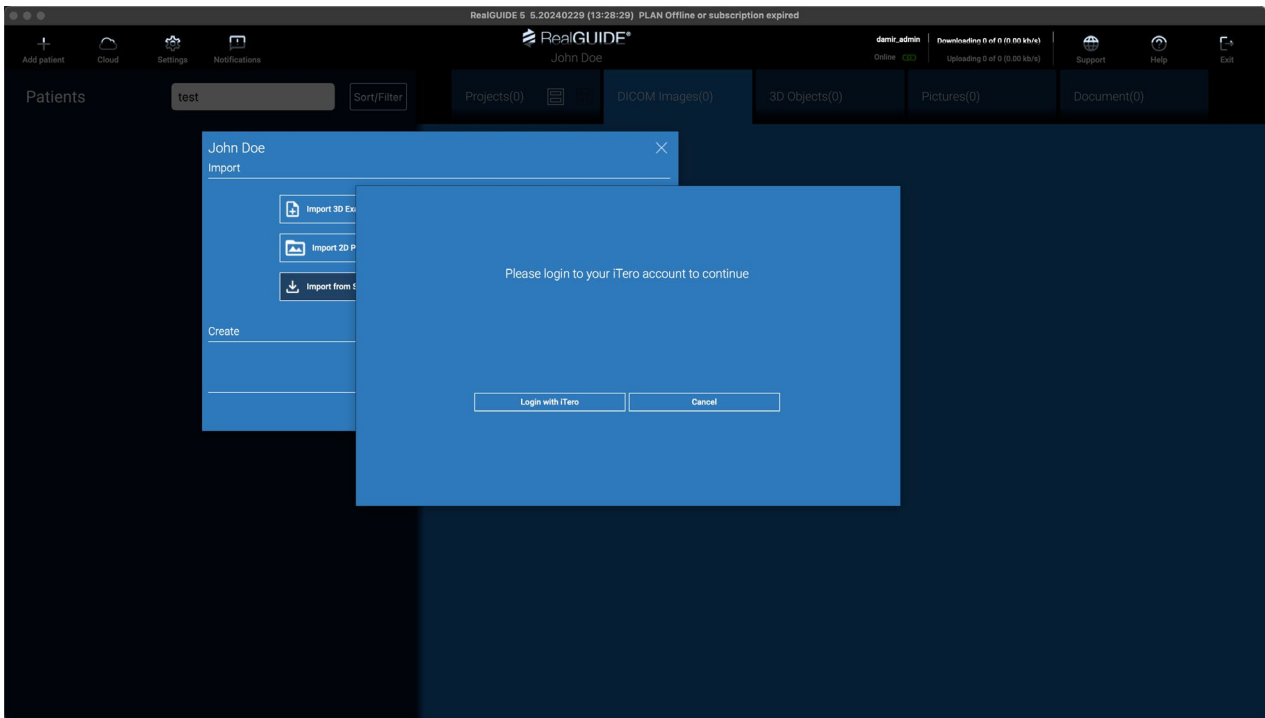 RealGUIDE 5 5.20240229 (13:28:29) PLAN Offline or subscription expired
Add patient
Cloud
Settings
Notifications
RealGUIDE®
John Doe
damir_admin
Online
Downloading 0 of 0 (0.00 kb/s)
Uploading 0 of 0 (0.00 kb/s)
Support
Help
Exit
Patients
test
Sort/Filter
Projects(0)
DICOM Images(0)
3D Objects(0)
Pictures(0)
Document(0)
John Doe
Import
Import 3D
Import 2D P
Import from S
Create
Please login to your iTero account to continue
Login with iTero
Cancel